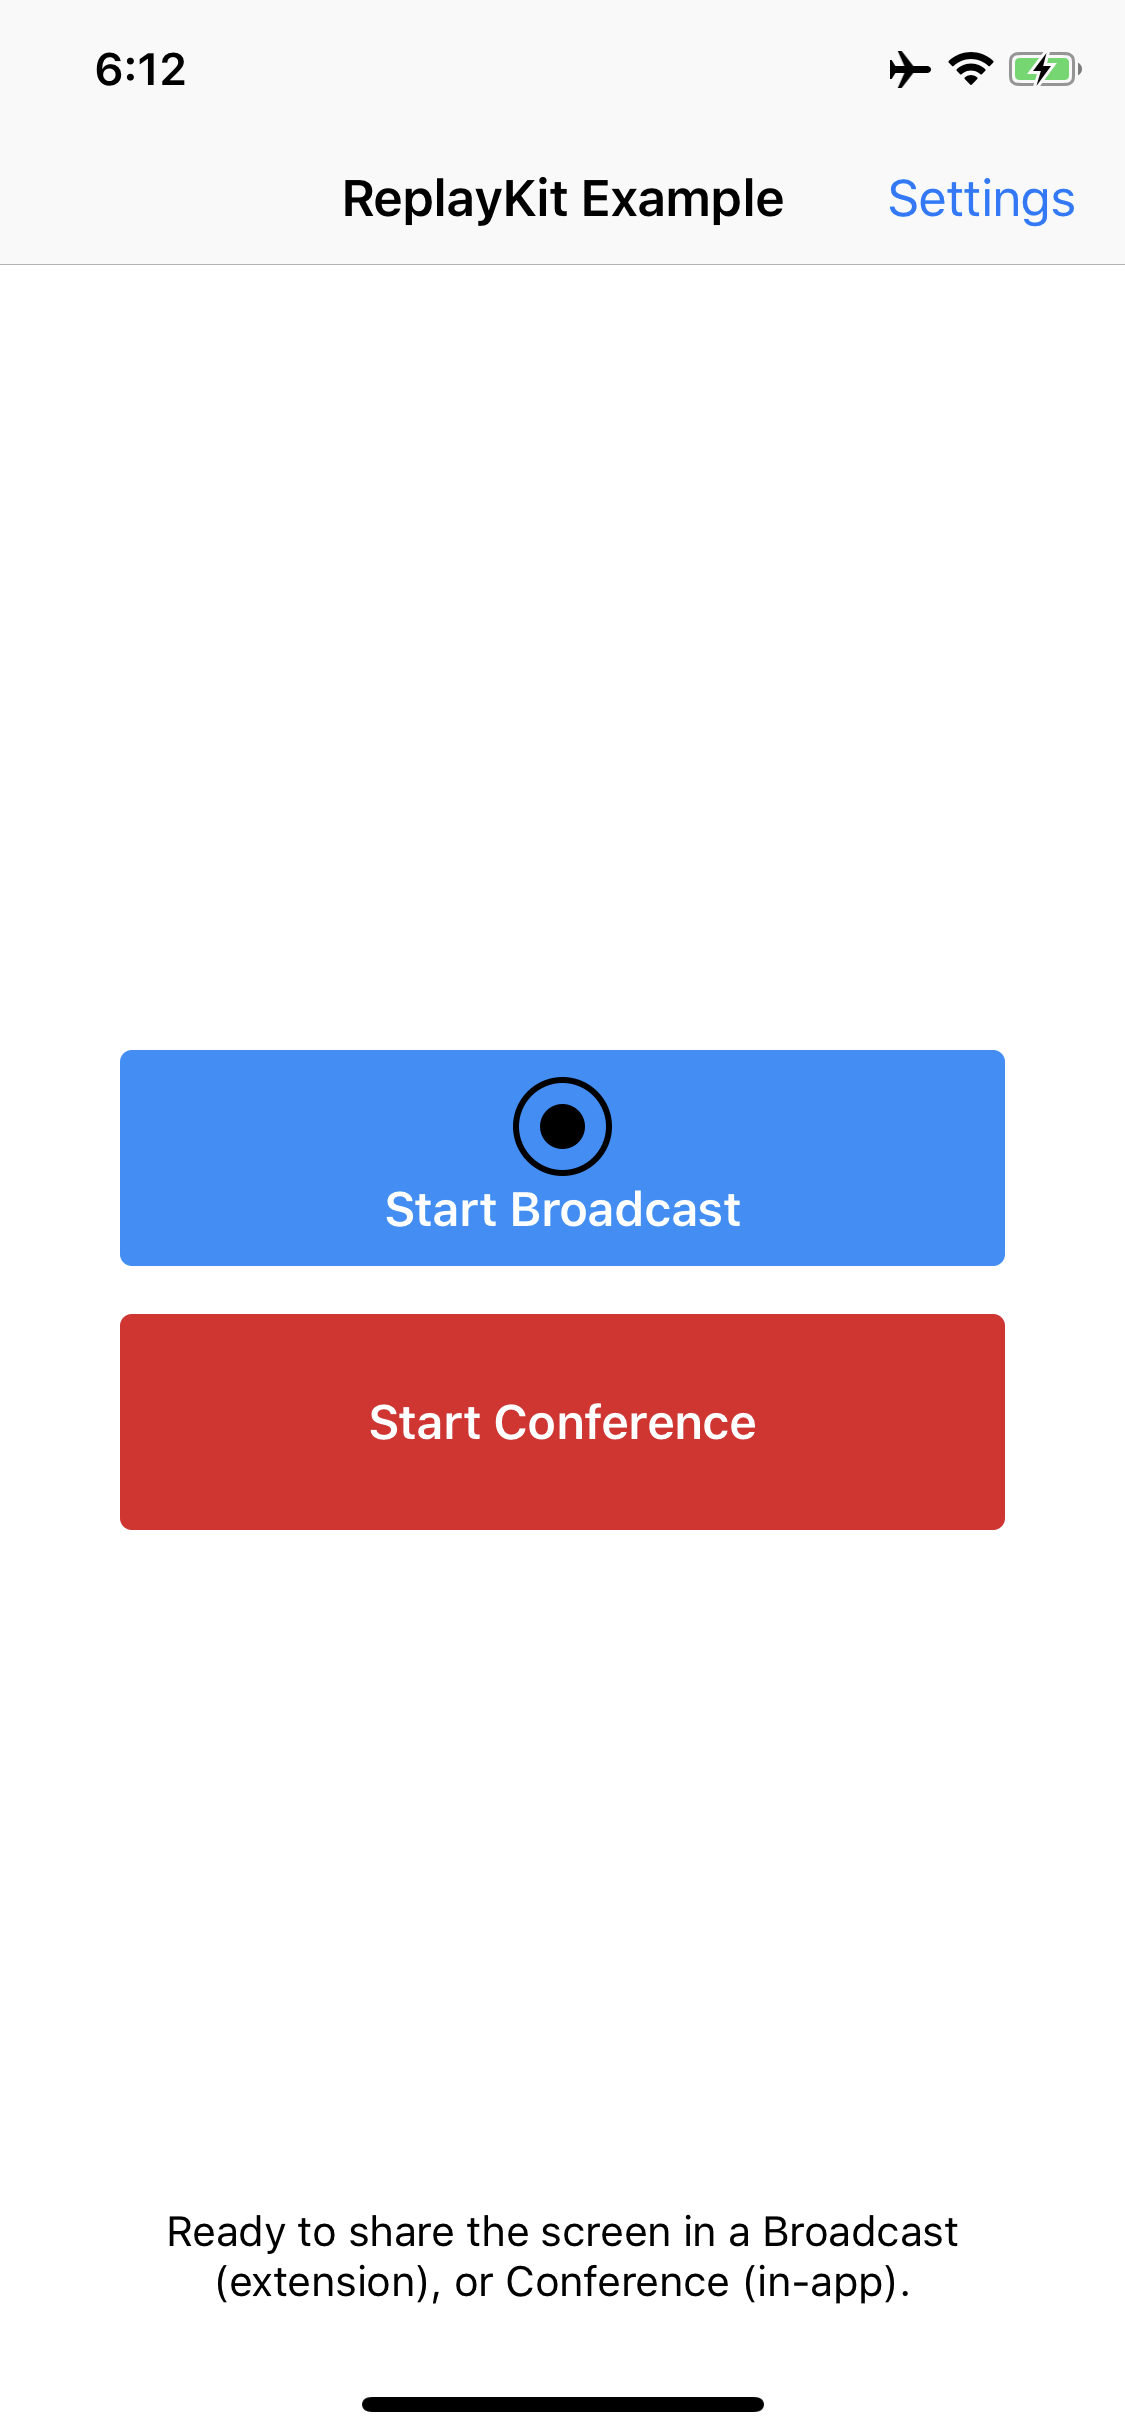 6:12
ReplayKit Example
Settings
Start Broadcast
Start Conference
Ready to share the screen in a Broadcast
(extension), or Conference (in-app).